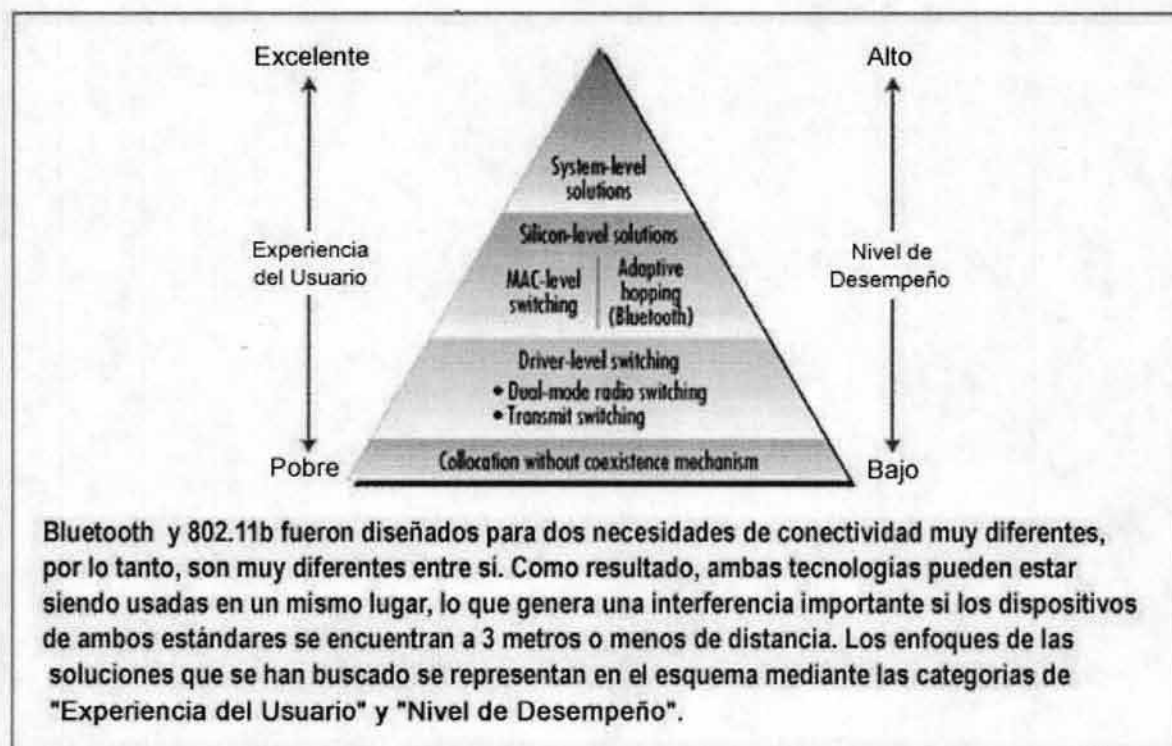 Excelente
Alto
System-level
solutions
Silicon-level solutions
Experiencia
del Usuario
MAC-level
switching
Adaptive
hopping
(Bluetooth)
Nivel de
Desempeño
Driver-level switching
• Dual-mode radio switching
• Transmit switching
Pobre
Collocation without coexistence mechanism
Bajo
Bluetooth y 802.11b fueron diseñados para dos necesidades de conectividad muy diferentes,
por lo tanto, son muy diferentes entre sí. Como resultado, ambas tecnologías pueden estar
siendo usadas en un mismo lugar, lo que genera una interferencia importante si los dispositivos
de ambos estándares se encuentran a 3 metros o menos de distancia. Los enfoques de las
soluciones que se han buscado se representan en el esquema mediante las categorias de
"Experiencia del Usuario" y "Nivel de Desempeño".